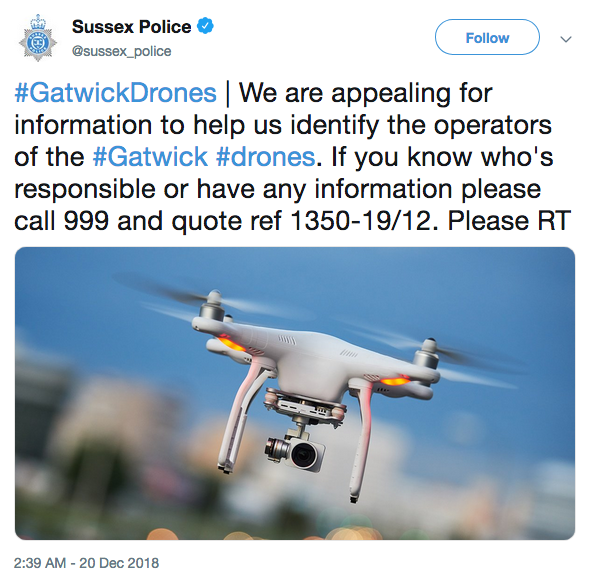 Sussex Police
@sussex_police
Follow
#GatwickDrones | We are appealing for
information to help us identify the operators
of the #Gatwick #drones. If you know who's
responsible or have any information please
call 999 and quote ref 1350-19/12. Please RT
2:39 AM - 20 Dec 2018